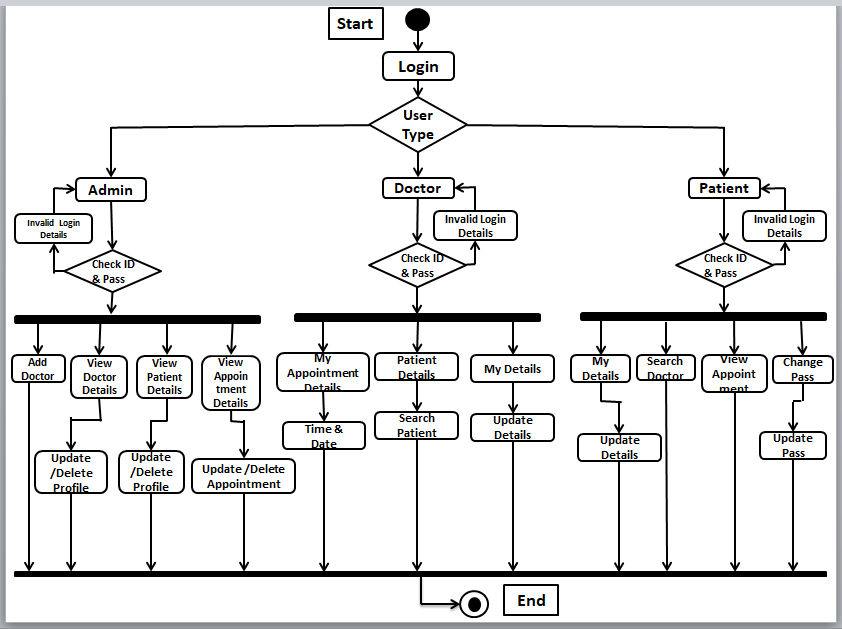 Start
Login
User
Type
Admin
Doctor
Patient
Invalid Login
Details
Invalid Login
Details
Invalid Login
Details
Check ID
& Pass
Check ID
& Pass
Check ID
& Pass
Add
Doctor
View
Doctor
Details
View
Patient
Details
View
Appoin
tment
Details
My
Appointment
Details
Patient
Details
My Details
My
Details
Search
Doctor
View
Appoint
ment
Change
Pass
Update
/Delete
Profile
Update
/Delete
Profile
Update /Delete
Appointment
Time &
Date
Search
Patient
Update
Details
Update
Details
Update
Pass
End